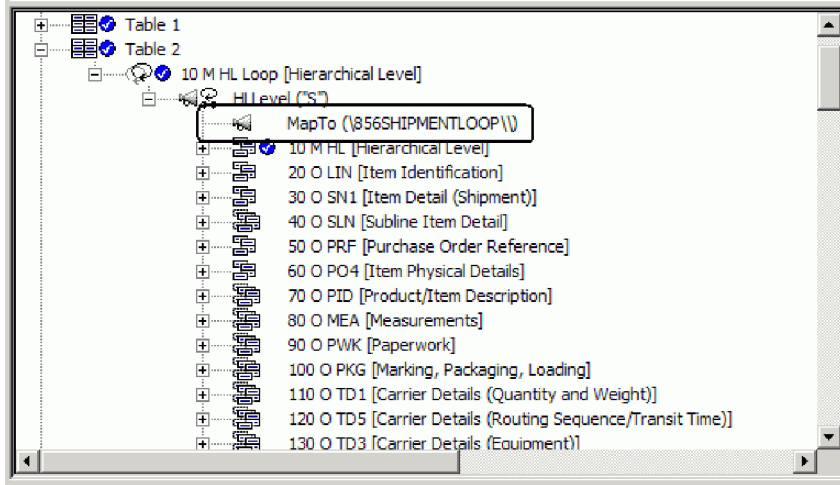 Table 1
Table 2
10 M HL Loop [Hierarchical Level]
HLLevel ("S")
MapTo (\856SHIPMENTLOOP\\)
10 M HL [Hierarchical Level]
20 O LIN [Item Identification]
30 O SN1 [Item Detail (Shipment)]
40 O SLN [Subline Item Detail]
50 O PRF [Purchase Order Reference]
60 O PO4 [Item Physical Details]
70 O PID [Product/Item Description]
80 O MEA [Measurements]
90 O PWK [Paperwork]
100 O PKG [Marking, Packaging, Loading]
110 O TD1 [Carrier Details (Quantity and Weight)]
120 O TD5 [Carrier Details (Routing Sequence/Transit Time)]
130 O TD3 [Carrier Details (Equipment)]